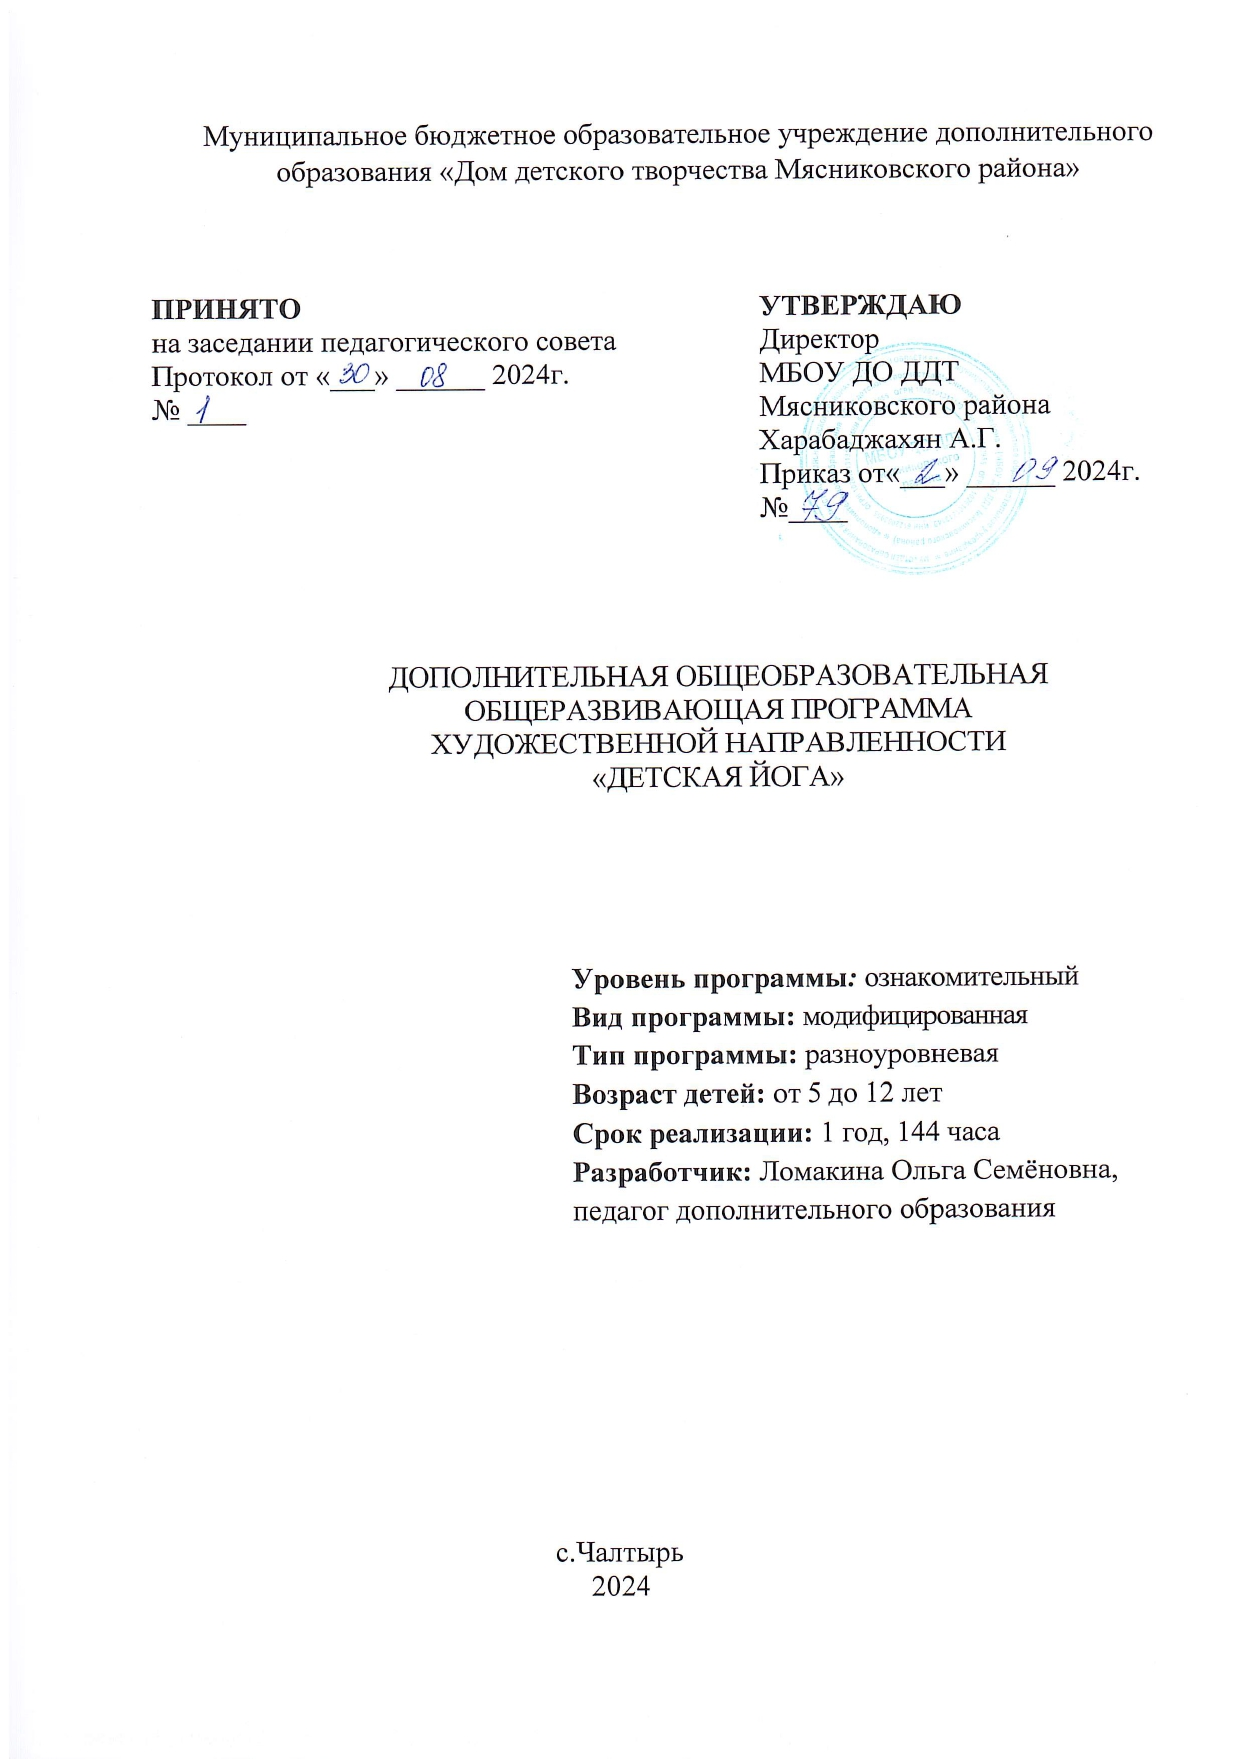 Муниципальное бюджетное образовательное учреждение дополнительного
образования «Дом детского творчества Мясниковского района»
ПРИНЯТО
на заседании педагогического совета
Протокол от «30» 08 2024г.
№ 1
УТВЕРЖДАЮ
Директор
МБОУ ДО ДДТ
Мясниковского района
Харабаджахян А.Г.
Приказ от«2» 09 2024г.
№ 79
ДОПОЛНИТЕЛЬНАЯ ОБЩЕОБРАЗОВАТЕЛЬНАЯ
ОБЩЕРАЗВИВАЮЩАЯ ПРОГРАММА
ХУДОЖЕСТВЕННОЙ НАПРАВЛЕННОСТИ
«ДЕТСКАЯ ЙОГА»
Уровень программы: ознакомительный
Вид программы: модифицированная
Тип программы: разноуровневая
Возраст детей: от 5 до 12 лет
Срок реализации: 1 год, 144 часа
Разработчик: Ломакина Ольга Семёновна,
педагог дополнительного образования
с.Чалтырь
2024